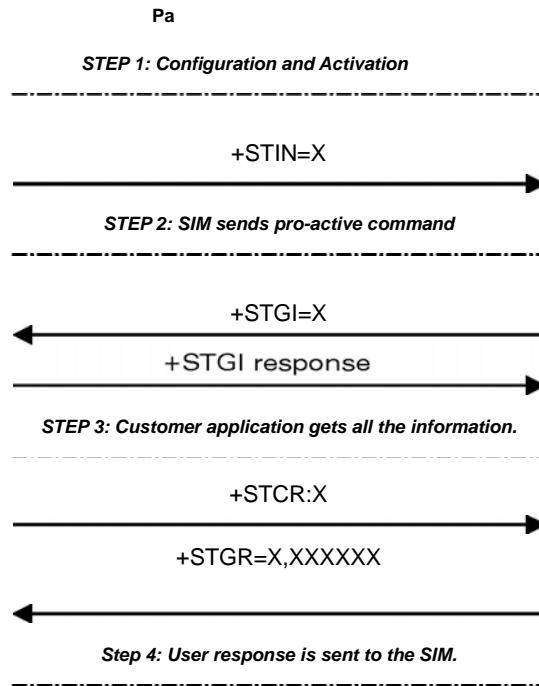 Pa
STEP 1: Configuration and Activation
+STIN=X
STEP 2: SIM sends pro-active command
+STGI=X
+STGI response
STEP 3: Customer application gets all the information.
+STCR:X
+STGR=X,XXXXXX
Step 4: User response is sent to the SIM.